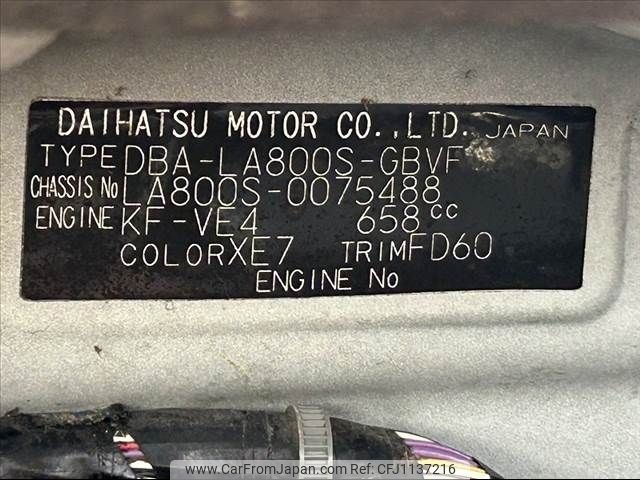 DAIHATSU MOTOR CO.,LTD. JAPAN
TYPE DBA-LA800S-GBVF
CHASSIS No LA800S-0075488
ENGINE KF-VE4 658cc
COLOR XE7 TRIM FD60
ENGINE No
www.CarFromJapan.com Ref: CFJ1137216